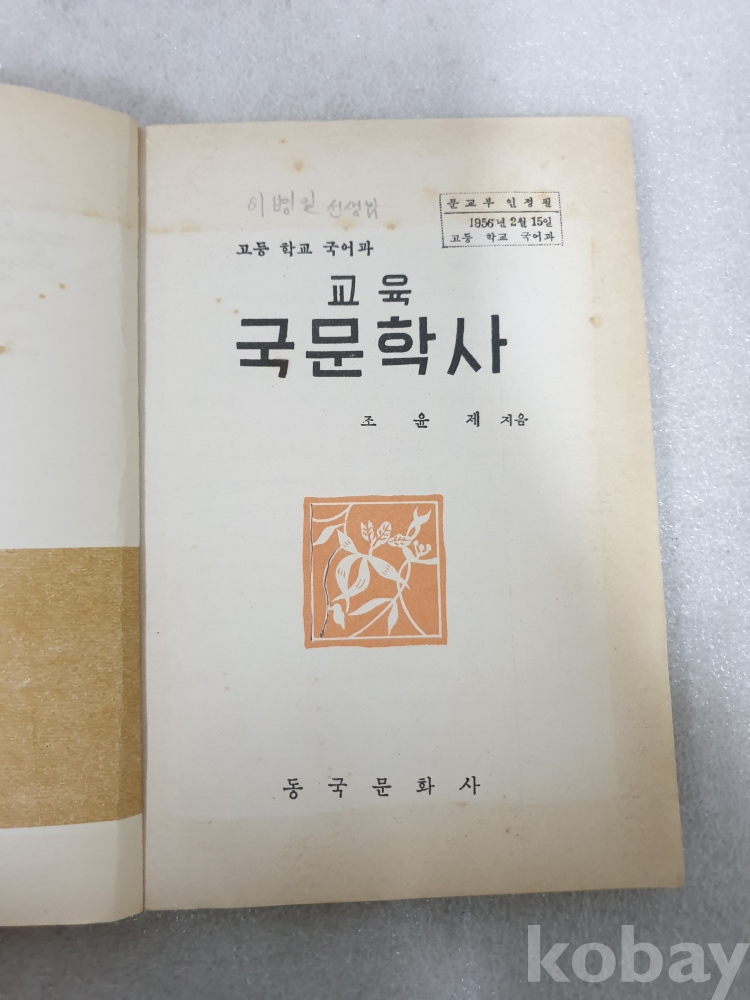 이병일 선생님
문교부 인정필
1956년 2월 15일
고등 학교 국어과
고등 학교 국어과
교육
국문학사
조 윤 제 지음
동국문화사
kobay